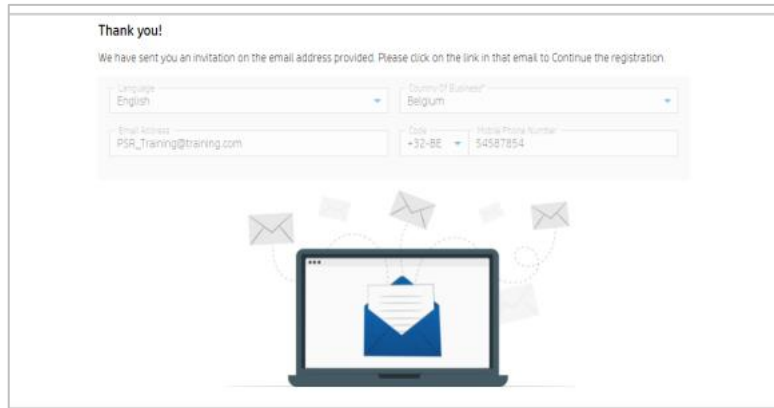 Thank you!
We have sent you an invitation on the email address provided. Please click on the link in that email to Continue the registration.
Language
English
Country Of Business*
Belgium
Email Address
PSR_Training@training.com
Code
+32-BE
Mobile Phone Number
54587854